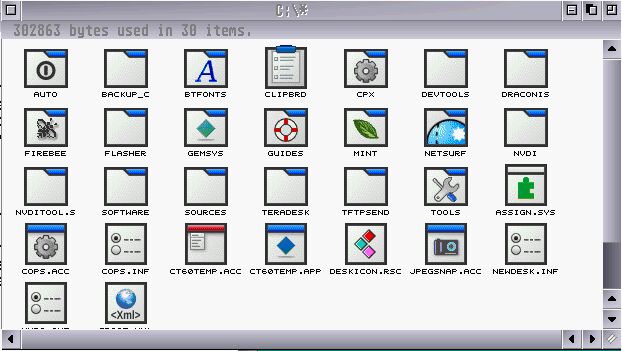 C:\*
302863 bytes used in 30 items.
AUTO BACKUP_C BTFONTS CLIPBRD CPX DEVTOOLS DRACONIS
FIREBEE FLASHER GEMSYS GUIDES MINT NETSURF NVDI
NVDITOOL.S SOFTWARE SOURCES TERADESK TFTPSEND TOOLS ASSIGN.SYS
COPS.ACC COPS.INF CT60TEMP.ACC CT60TEMP.APP DESKICON.RSC JPEGSNAP.ACC NEWDESK.INF
<Xml>